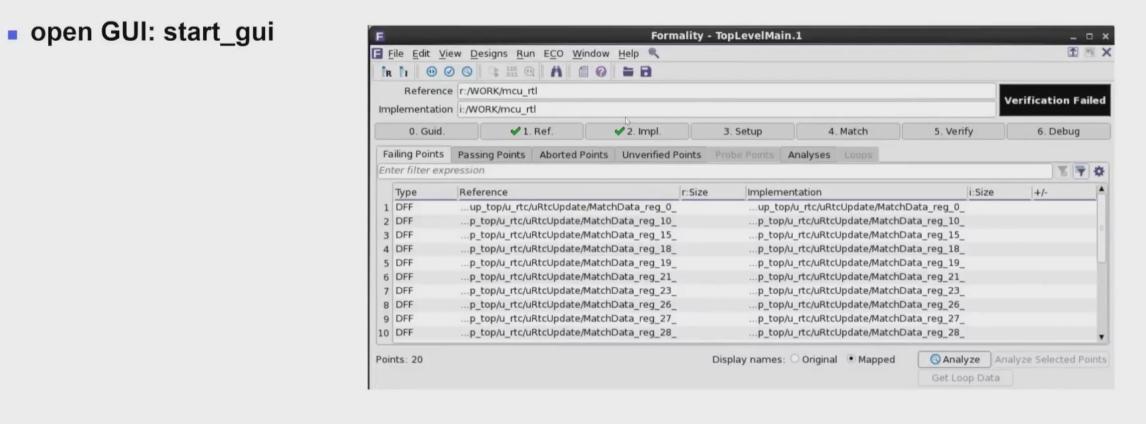 open GUI: start_gui
Formality - TopLevelMain.1
File Edit View Designs Run ECO Window Help
Reference r:/WORK/mcu_rtl
Implementation i:/WORK/mcu_rtl
Verification Failed
0. Guid. 1. Ref. 2. Impl. 3. Setup 4. Match 5. Verify 6. Debug
Failing Points Passing Points Aborted Points Unverified Points Probe Points Analyses Loops
Enter filter expression
Type Reference r:Size Implementation i:Size +/-
1 DFF ...up_top/u_rtc/uRtcUpdate/MatchData_reg_0_ ...up_top/u_rtc/uRtcUpdate/MatchData_reg_0_
2 DFF ...p_top/u_rtc/uRtcUpdate/MatchData_reg_10_ ...p_top/u_rtc/uRtcUpdate/MatchData_reg_10_
3 DFF ...p_top/u_rtc/uRtcUpdate/MatchData_reg_15_ ...p_top/u_rtc/uRtcUpdate/MatchData_reg_15_
4 DFF ...p_top/u_rtc/uRtcUpdate/MatchData_reg_18_ ...p_top/u_rtc/uRtcUpdate/MatchData_reg_18_
5 DFF ...p_top/u_rtc/uRtcUpdate/MatchData_reg_19_ ...p_top/u_rtc/uRtcUpdate/MatchData_reg_19_
6 DFF ...p_top/u_rtc/uRtcUpdate/MatchData_reg_21_ ...p_top/u_rtc/uRtcUpdate/MatchData_reg_21_
7 DFF ...p_top/u_rtc/uRtcUpdate/MatchData_reg_23_ ...p_top/u_rtc/uRtcUpdate/MatchData_reg_23_
8 DFF ...p_top/u_rtc/uRtcUpdate/MatchData_reg_26_ ...p_top/u_rtc/uRtcUpdate/MatchData_reg_26_
9 DFF ...p_top/u_rtc/uRtcUpdate/MatchData_reg_27_ ...p_top/u_rtc/uRtcUpdate/MatchData_reg_27_
10 DFF ...p_top/u_rtc/uRtcUpdate/MatchData_reg_28_ ...p_top/u_rtc/uRtcUpdate/MatchData_reg_28_
Points: 20 Display names: Original Mapped Analyze Analyze Selected Points
Get Loop Data